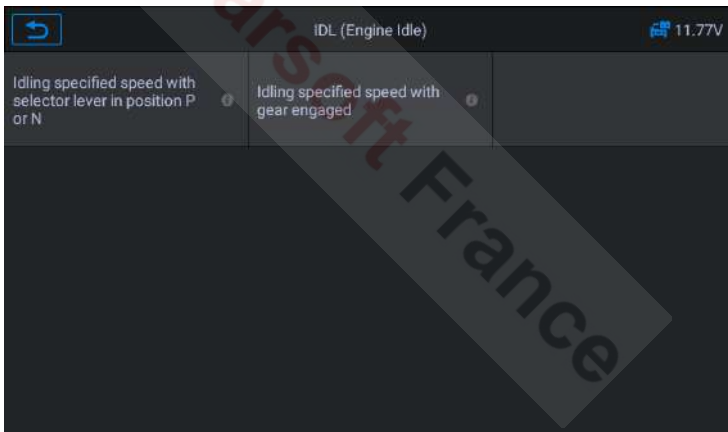 IDL (Engine Idle)
11.77V
Idling specified speed with
selector lever in position P
or N
Idling specified speed with
gear engaged
arsoft France